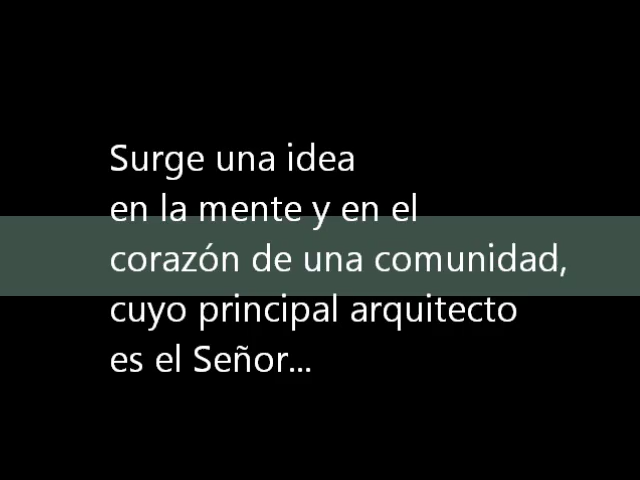 Surge una idea
en la mente y en el
corazón de una comunidad,
cuyo principal arquitecto
es el Señor...